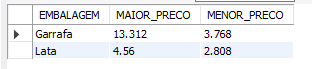 EMBALAGEM MAIOR_PRECO MENOR_PRECO
Garrafa 13.312 3.768
Lata 4.56 2.808